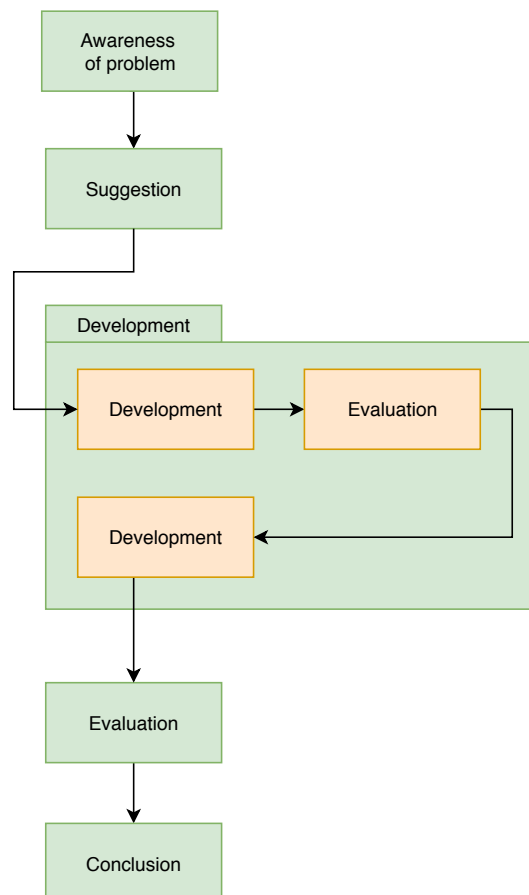 Awareness
of problem
Suggestion
Development
Development
Evaluation
Development
Evaluation
Conclusion